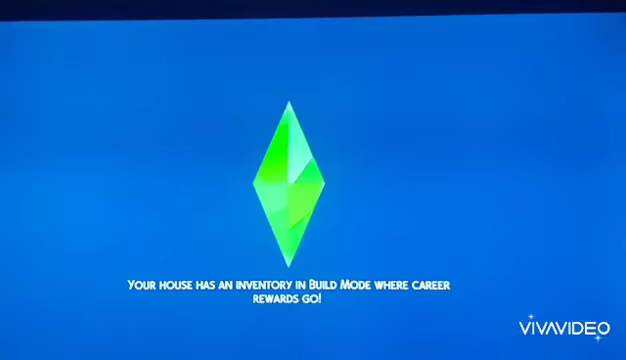 Your house has an inventory in Build Mode where career
rewards go!
VIVAVIDEO